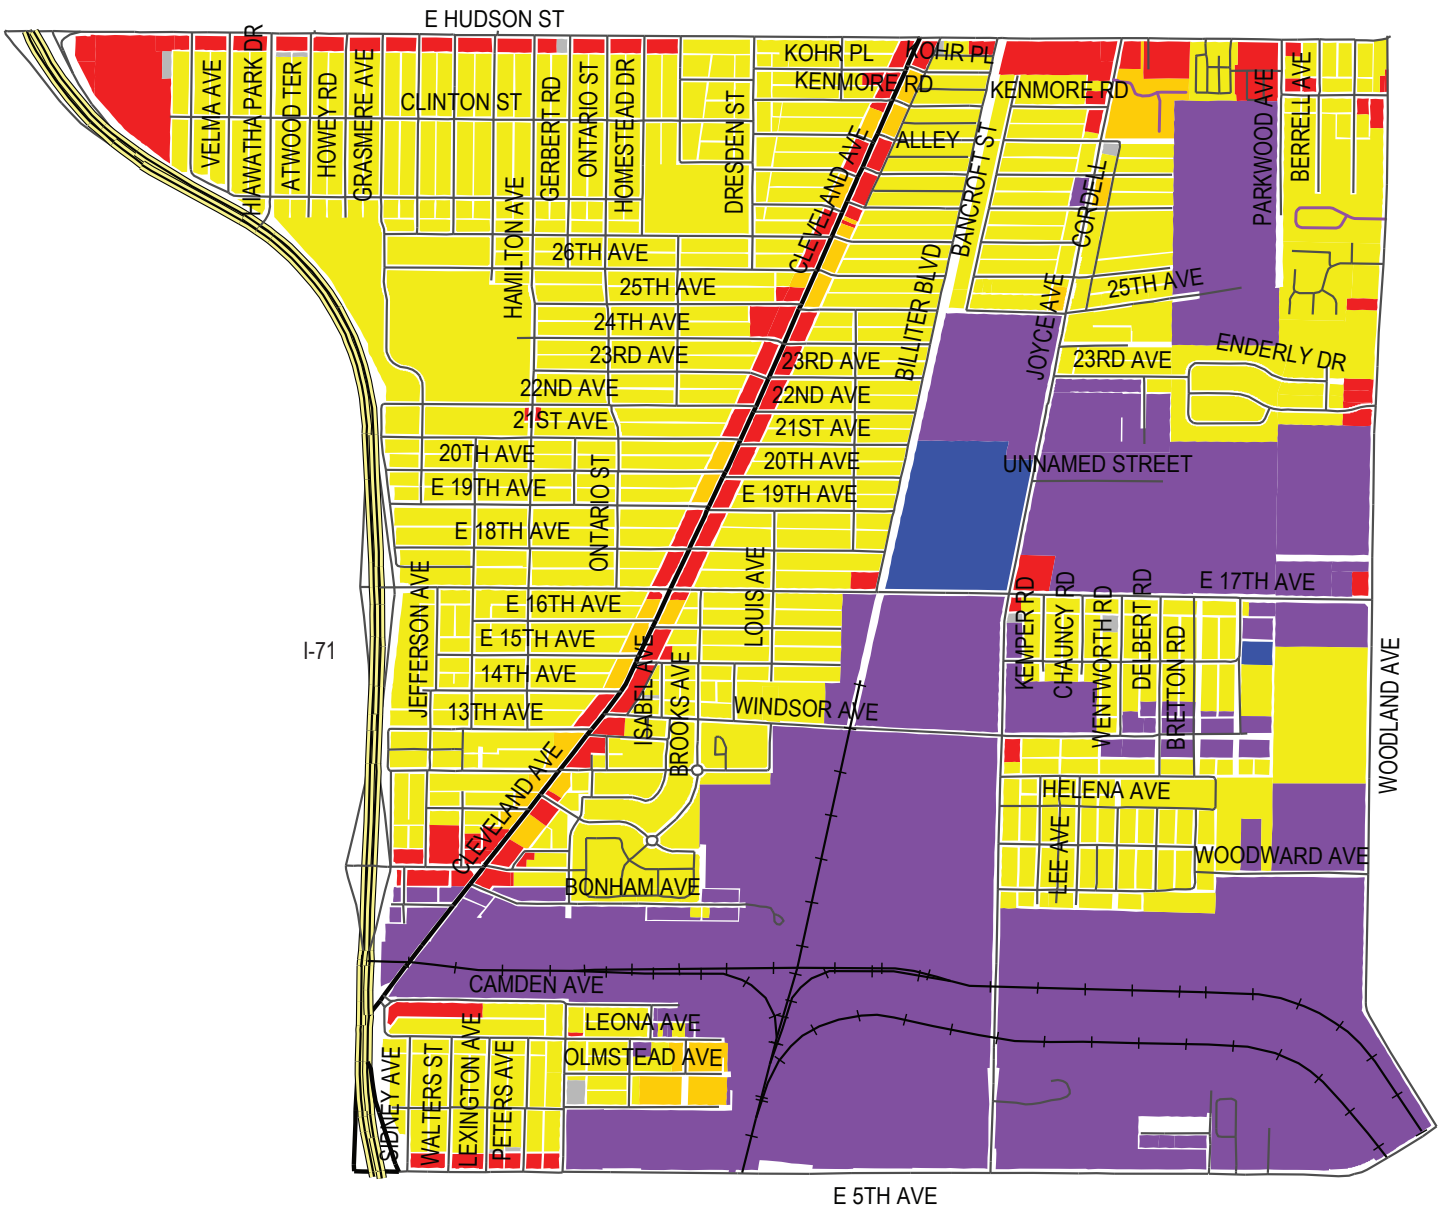 E HUDSON ST
KOHR PL
KOHR PL
KENMORE RD
KENMORE RD
VELMA AVE
HIAWATHA PARK DR
ATWOOD TER
HOWEY RD
GRASMERE AVE
CLINTON ST
HAMILTON AVE
GERBERT RD
ONTARIO ST
HOMESTEAD DR
DRESDEN ST
CLEVELAND AVE
ALLEY
BANCROFT ST
CORDELL
PARKWOOD AVE
BERRELL AVE
26TH AVE
25TH AVE
25TH AVE
24TH AVE
BILLITER BLVD
JOYCE AVE
23RD AVE
23RD AVE
23RD AVE
ENDERLY DR
22ND AVE
22ND AVE
21ST AVE
21ST AVE
20TH AVE
20TH AVE
UNNAMED STREET
E 19TH AVE
E 19TH AVE
ONTARIO ST
E 18TH AVE
JEFFERSON AVE
LOUIS AVE
E 17TH AVE
E 16TH AVE
E 15TH AVE
14TH AVE
13TH AVE
I-71
ISABEL AVE
BROOKS AVE
WINDSOR AVE
KEMPER RD
CHAUNCY RD
WENTWORTH RD
DELBERT RD
BRETTON RD
WOODLAND AVE
CLEVELAND AVE
HELENA AVE
LEE AVE
WOODWARD AVE
BONHAM AVE
CAMDEN AVE
LEONA AVE
OLMSTEAD AVE
SIDNEY AVE
WALTERS ST
LEXINGTON AVE
PETERS AVE
E 5TH AVE